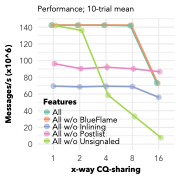 Performance; 10-trial mean
Messages/s (x10^6)
140
120
100
80
60
40
20
0
Features
All
All w/o BlueFlame
All w/o Inlining
All w/o Postlist
All w/o Unsignaled
1 2 4 8 16
x-way CQ-sharing